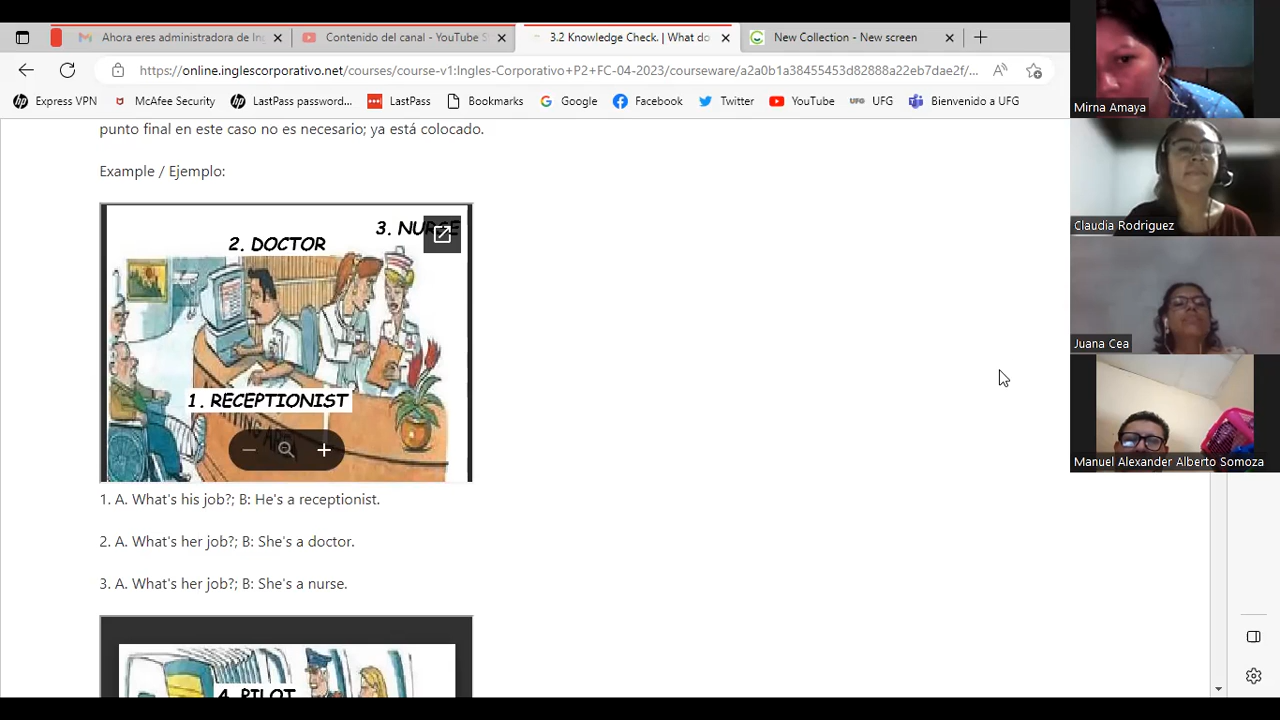 Ahora eres administradora de In
Contenido del canal - YouTube S
3.2 Knowledge Check. | What do
New Collection - New screen
https://online.inglescorporativo.net/courses/course-v1:Ingles-Corporativo+P2+FC-04-2023/courseware/a2a0b1a38455453d82888a22eb7dae2f/...
Express VPN
McAfee Security
LastPass password...
LastPass
Bookmarks
Google
Facebook
Twitter
YouTube
UFG
Bienvenido a UFG
Mirna Amaya
Claudia Rodriguez
Juana Cea
Manuel Alexander Alberto Somoza
punto final en este caso no es necesario; ya está colocado.
Example / Ejemplo:
3. NURSE
2. DOCTOR
1. RECEPTIONIST
1. A. What's his job?; B: He's a receptionist.
2. A. What's her job?; B: She's a doctor.
3. A. What's her job?; B: She's a nurse.
4. PILOT